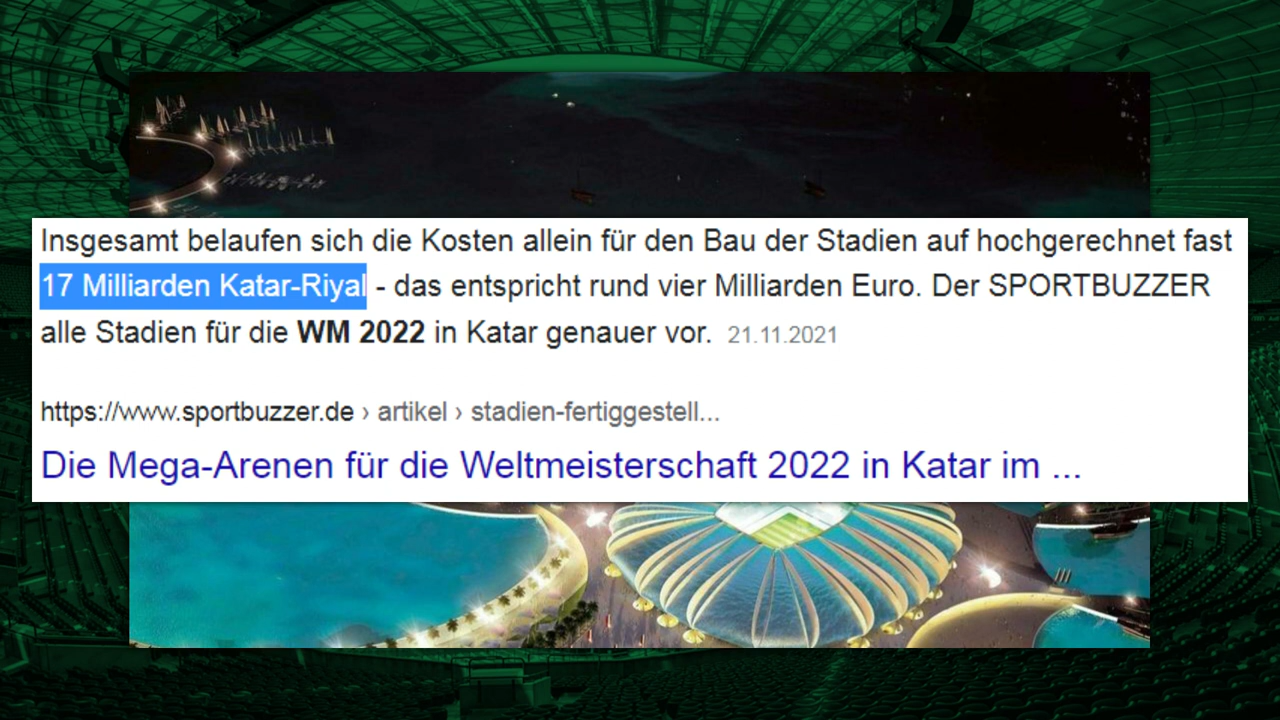 Insgesamt belaufen sich die Kosten allein für den Bau der Stadien auf hochgerechnet fast
17 Milliarden Katar-Riyal - das entspricht rund vier Milliarden Euro. Der SPORTBUZZER
alle Stadien für die WM 2022 in Katar genauer vor. 21.11.2021
https://www.sportbuzzer.de › artikel › stadien-fertiggestell...
Die Mega-Arenen für die Weltmeisterschaft 2022 in Katar im ...